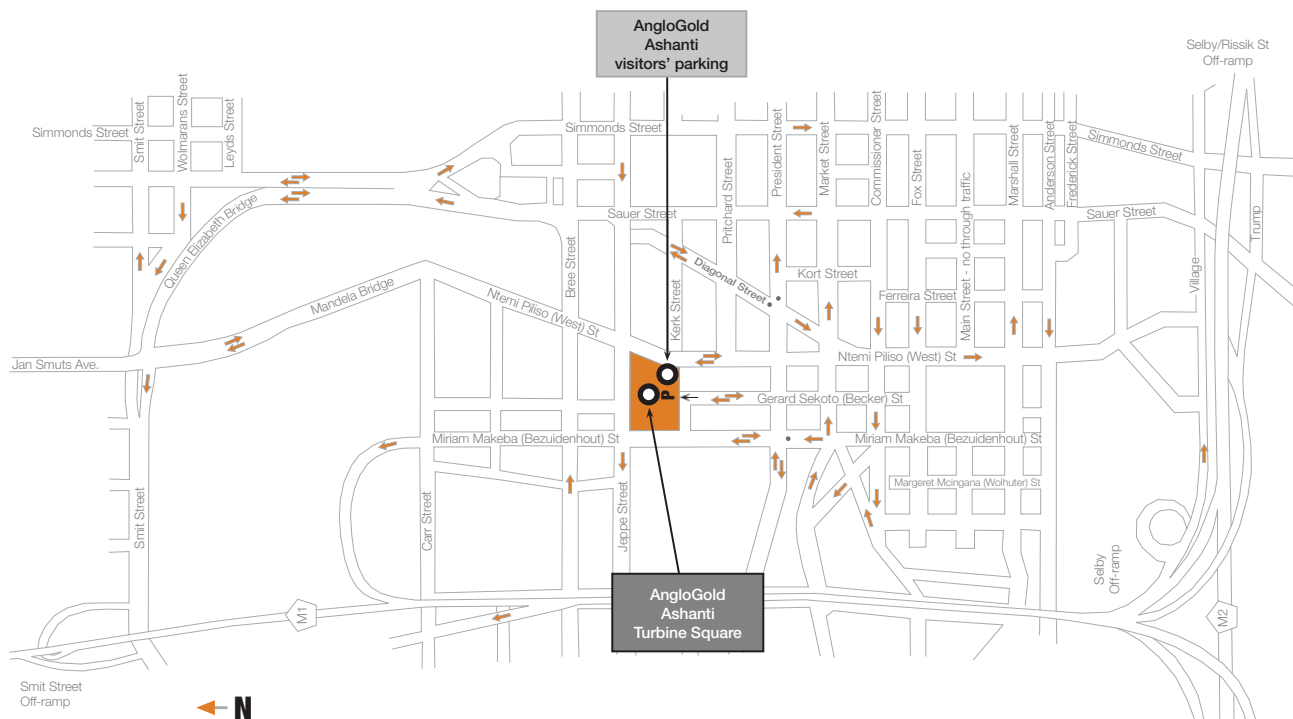 AngloGold
Ashanti
visitors' parking
Selby/Rissik St
Off-ramp
Simmonds Street
Smit Street
Wolmarans Street
Leyds Street
Simmonds Street
President Street
Market Street
Commissioner Street
Fox Street
Marshall Street
Anderson Street
Frederick Street
Simmonds Street
Queen Elizabeth Bridge
Sauer Street
Pritchard Street
Sauer Street
Trump
Village
Bree Street
Diagonal Street
Kort Street
Ferreira Street
Main Street - no through traffic
Mandela Bridge
Ntemi Piliso (West) St
Kerk Street
Jan Smuts Ave.
Ntemi Piliso (West) St
P
Gerard Sekoto (Becker) St
Miriam Makeba (Bezuidenhout) St
Miriam Makeba (Bezuidenhout) St
Margeret Mcingana (Wolhuter) St
Smit Street
Carr Street
Jeppe Street
Selby
Off-ramp
AngloGold
Ashanti
Turbine Square
M1
M2
Smit Street
Off-ramp
N